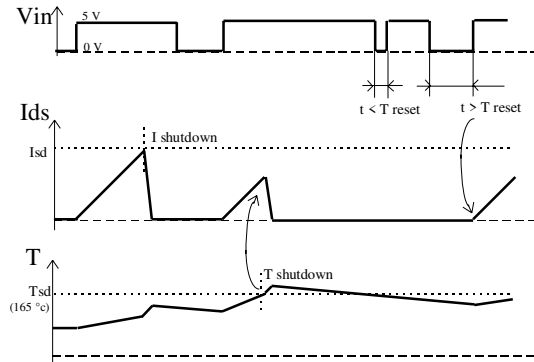 Vin
5 V
0 V
t < T reset
t > T reset
Ids
I shutdown
Isd
T
T shutdown
Tsd
(165 °c)